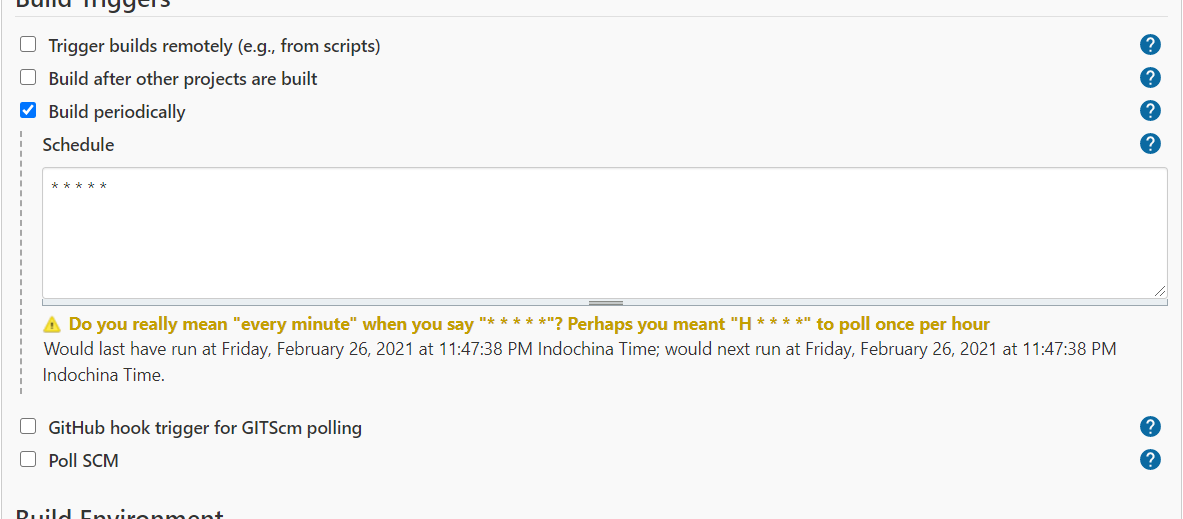 Build Triggers
Trigger builds remotely (e.g., from scripts)
?
Build after other projects are built
?
Build periodically
?
Schedule
?
* * * * *
Do you really mean "every minute" when you say "* * * * *"? Perhaps you meant "H * * * *" to poll once per hour
Would last have run at Friday, February 26, 2021 at 11:47:38 PM Indochina Time; would next run at Friday, February 26, 2021 at 11:47:38 PM
Indochina Time.
GitHub hook trigger for GITScm polling
?
Poll SCM
?
Build Environment